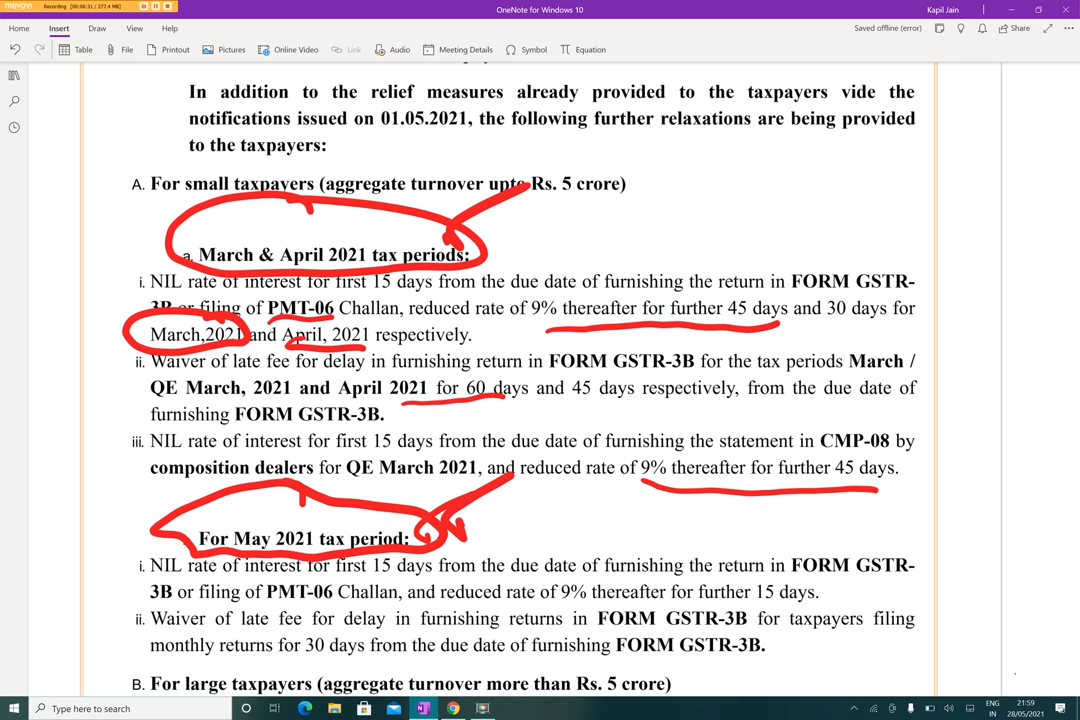 movavi Recording [00:06:31 / 277.4 MB]
OneNote for Windows 10
Kapil Jain
Home Insert Draw View Help
Saved offline (error) Share
Table File Printout Pictures Online Video Link Audio Meeting Details Symbol Equation
In addition to the relief measures already provided to the taxpayers vide the
notifications issued on 01.05.2021, the following further relaxations are being provided
to the taxpayers:
A. For small taxpayers (aggregate turnover upto Rs. 5 crore)
a. March & April 2021 tax periods:
i. NIL rate of interest for first 15 days from the due date of furnishing the return in FORM GSTR-
3B or filing of PMT-06 Challan, reduced rate of 9% thereafter for further 45 days and 30 days for
March,2021 and April, 2021 respectively.
ii. Waiver of late fee for delay in furnishing return in FORM GSTR-3B for the tax periods March /
QE March, 2021 and April 2021 for 60 days and 45 days respectively, from the due date of
furnishing FORM GSTR-3B.
iii. NIL rate of interest for first 15 days from the due date of furnishing the statement in CMP-08 by
composition dealers for QE March 2021, and reduced rate of 9% thereafter for further 45 days.
For May 2021 tax period:
i. NIL rate of interest for first 15 days from the due date of furnishing the return in FORM GSTR-
3B or filing of PMT-06 Challan, and reduced rate of 9% thereafter for further 15 days.
ii. Waiver of late fee for delay in furnishing returns in FORM GSTR-3B for taxpayers filing
monthly returns for 30 days from the due date of furnishing FORM GSTR-3B.
B. For large taxpayers (aggregate turnover more than Rs. 5 crore)
Type here to search
ENG
IN
21:59
28/05/2021